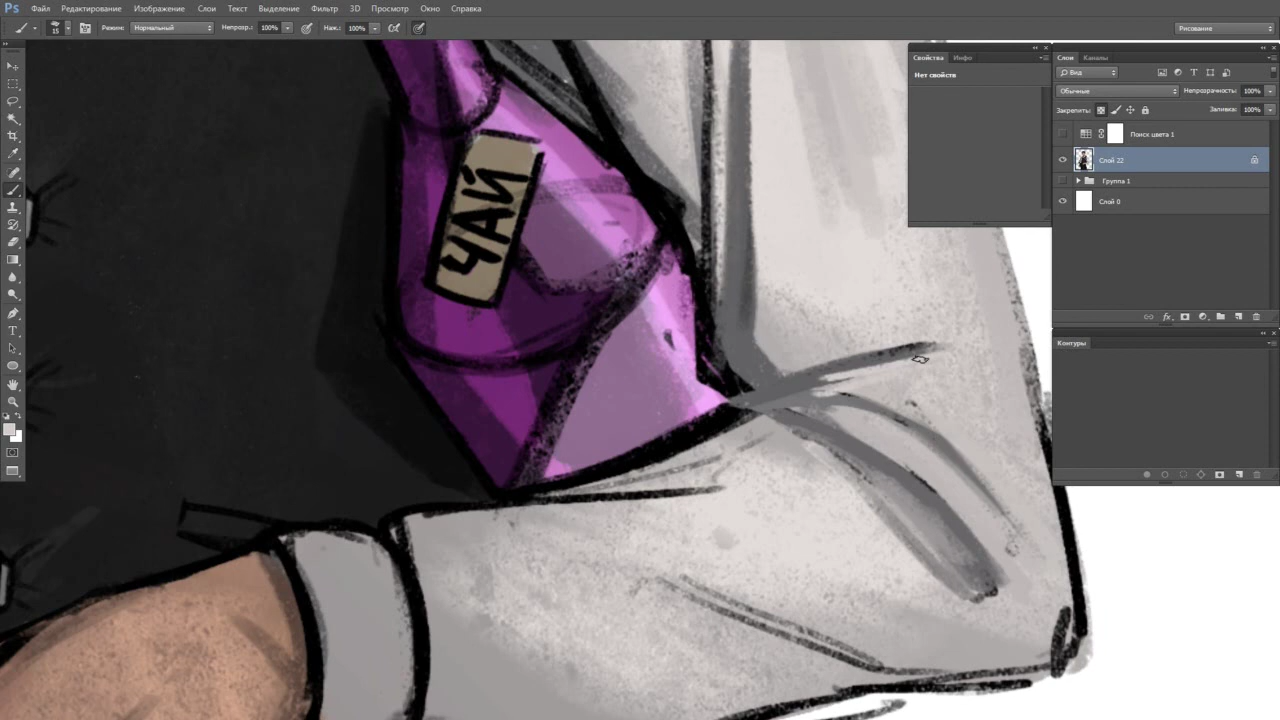 Ps Файл Редактирование Изображение Слои Текст Выделение Фильтр 3D Просмотр Окно Справка
15 Режим: Нормальный Непрозр.: 100% Наж.: 100% Рисование
Свойства Инфо
Нет свойств
Слои Каналы
Вид
Обычные Непрозрачность: 100%
Закрепить: Заливка: 100%
Поиск цвета 1
Слой 22
Группа 1
Слой 0
Контуры
ЧАЙ